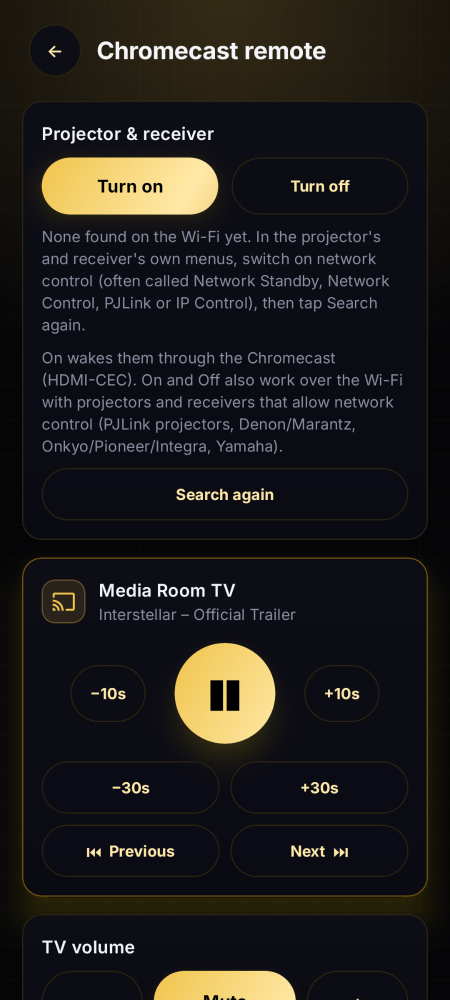 Chromecast remote
Projector & receiver
Turn on
Turn off
None found on the Wi-Fi yet. In the projector's
and receiver's own menus, switch on network
control (often called Network Standby, Network
Control, PJLink or IP Control), then tap Search
again.
On wakes them through the Chromecast
(HDMI-CEC). On and Off also work over the Wi-Fi
with projectors and receivers that allow network
control (PJLink projectors, Denon/Marantz,
Onkyo/Pioneer/Integra, Yamaha).
Search again
Media Room TV
Interstellar – Official Trailer
−10s
+10s
−30s
+30s
Previous
Next
TV volume
Mute